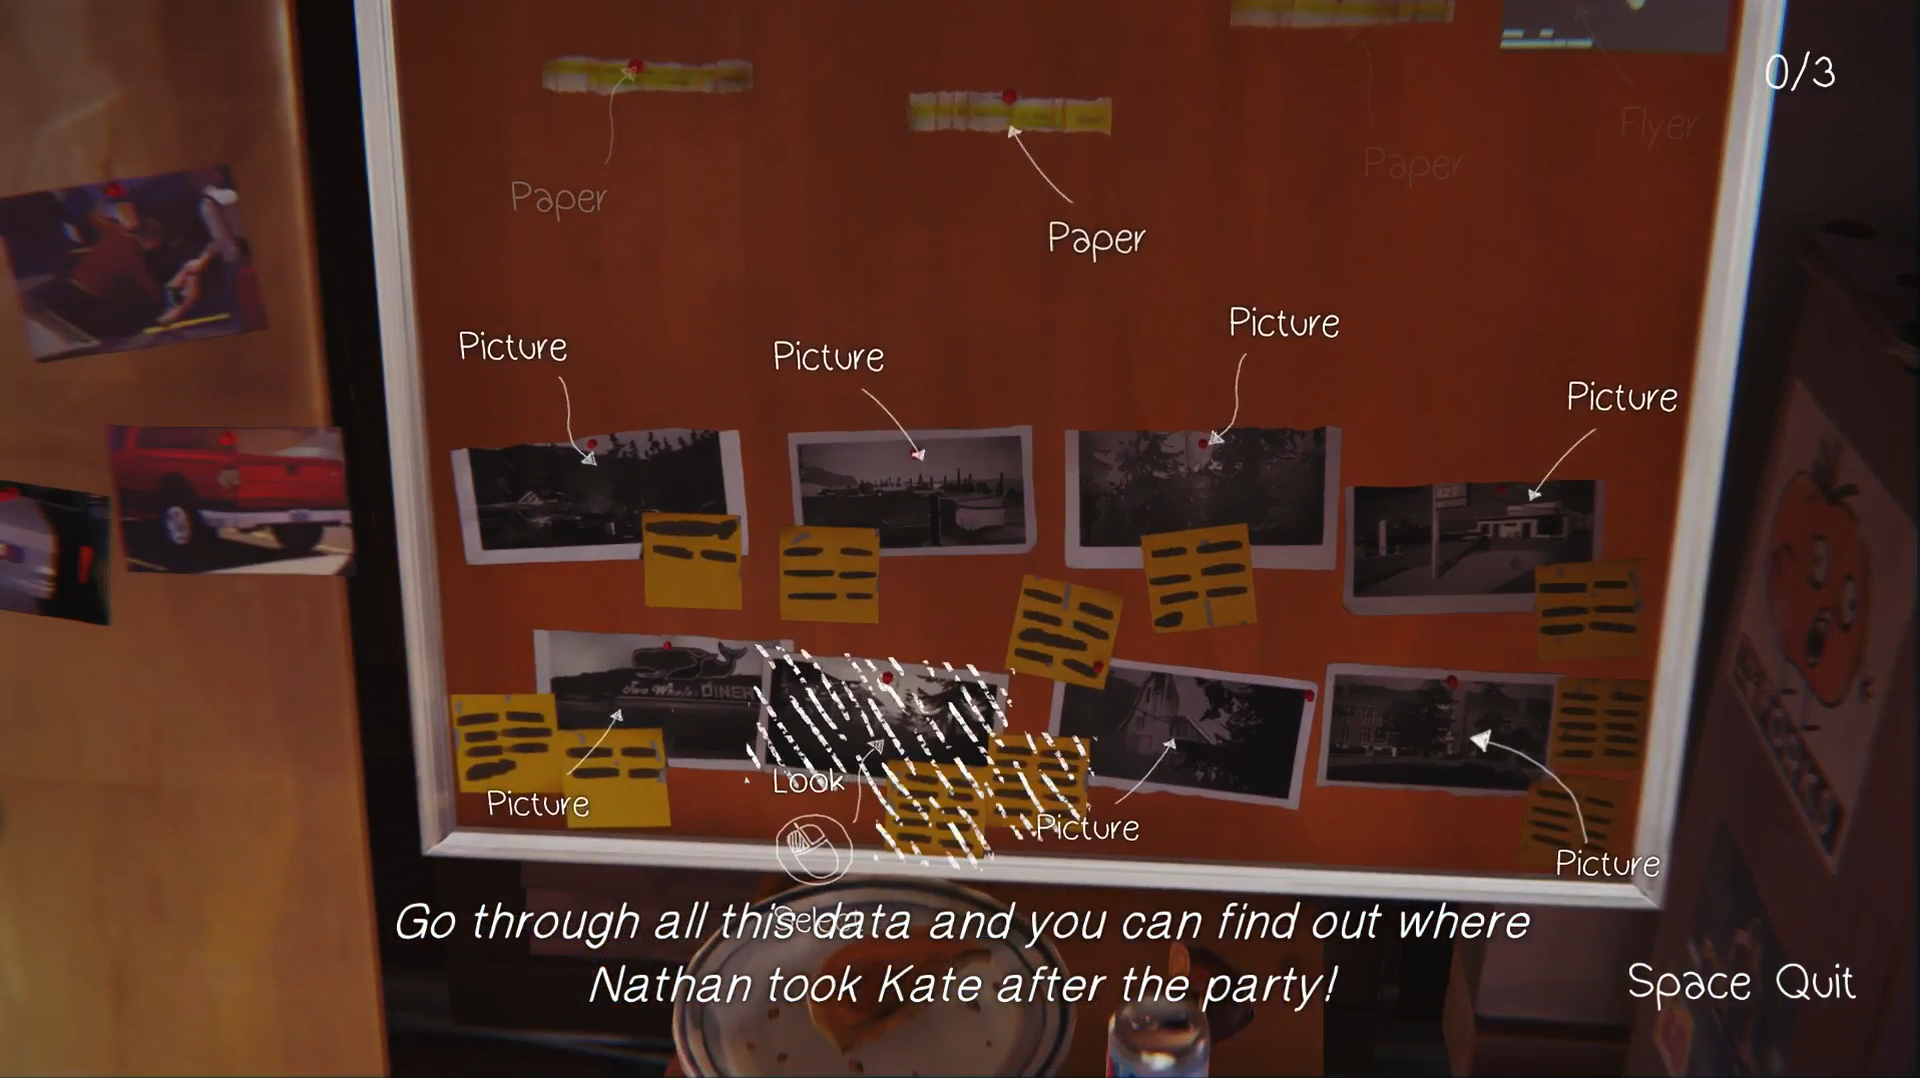 0/3
Flyer
Paper
Paper
Paper
Picture
Picture
Picture
Picture
Two Whales DINER
Look
Picture
Picture
Picture
Select
Go through all this data and you can find out where
Nathan took Kate after the party!
Space Quit